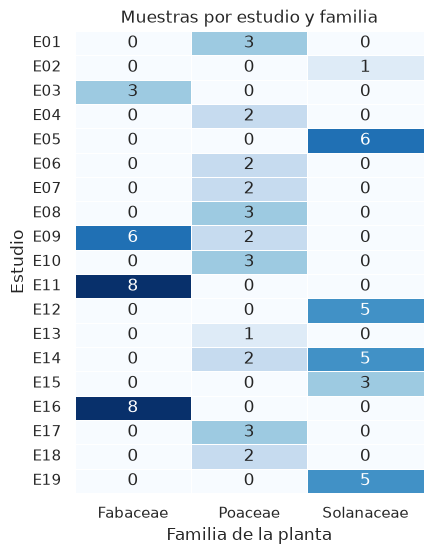 Muestras por estudio y familia
E01 0 3 0
E02 0 0 1
E03 3 0 0
E04 0 2 0
E05 0 0 6
E06 0 2 0
E07 0 2 0
E08 0 3 0
E09 6 2 0
E10 0 3 0
E11 8 0 0
E12 0 0 5
E13 0 1 0
E14 0 2 5
E15 0 0 3
E16 8 0 0
E17 0 3 0
E18 0 2 0
E19 0 0 5
Estudio
Fabaceae Poaceae Solanaceae
Familia de la planta